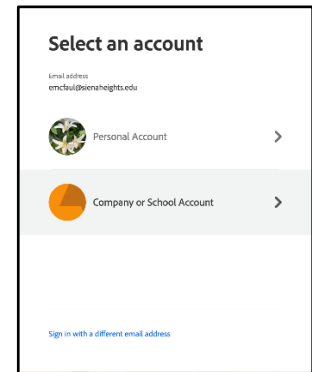 Select an account
Email address
emcfaul@sienaheights.edu
Personal Account
Company or School Account
Sign in with a different email address